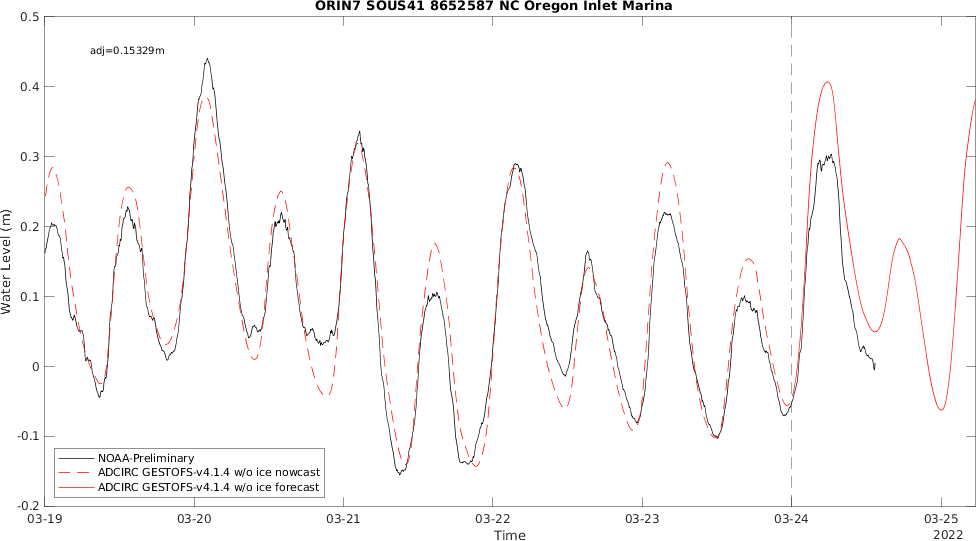 ORIN7 SOUS41 8652587 NC Oregon Inlet Marina
adj=0.15329m
Water Level (m)
0.5
0.4
0.3
0.2
0.1
0
-0.1
-0.2
NOAA-Preliminary
ADCIRC GESTOFS-v4.1.4 w/o ice nowcast
ADCIRC GESTOFS-v4.1.4 w/o ice forecast
03-19 03-20 03-21 03-22 03-23 03-24 03-25
Time
2022